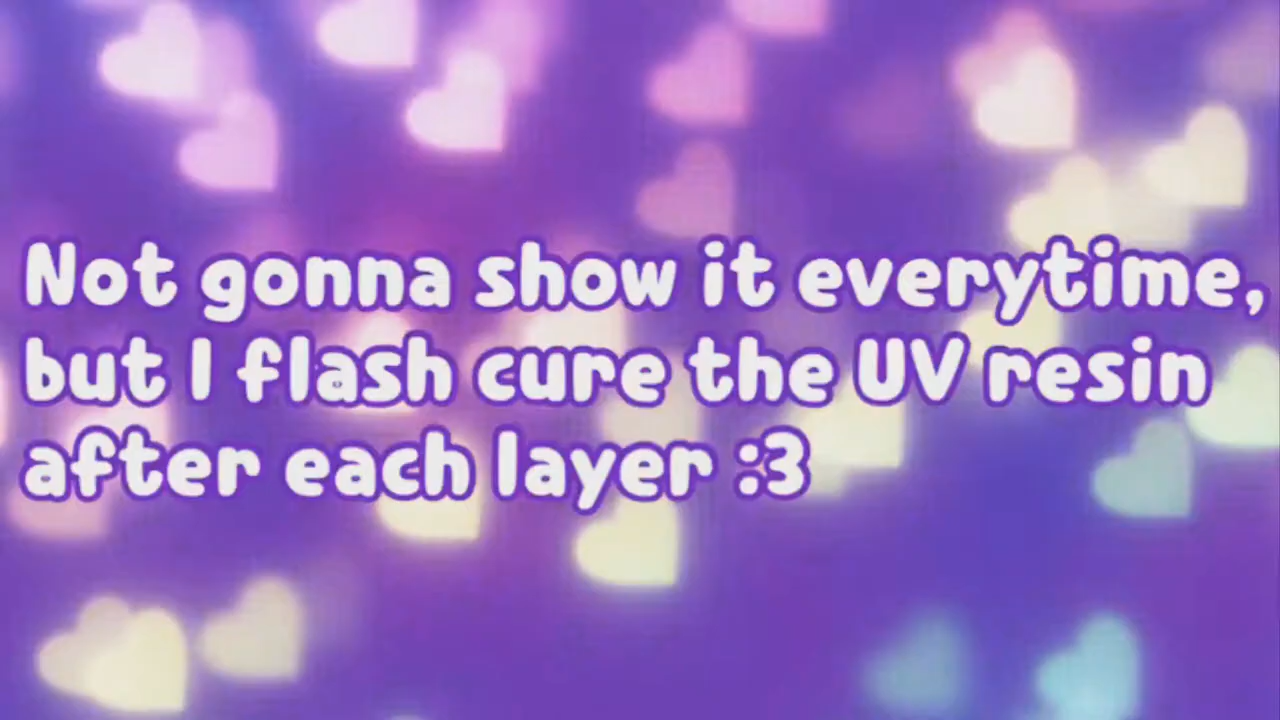 Not gonna show it everytime,
but I flash cure the UV resin
after each layer :3